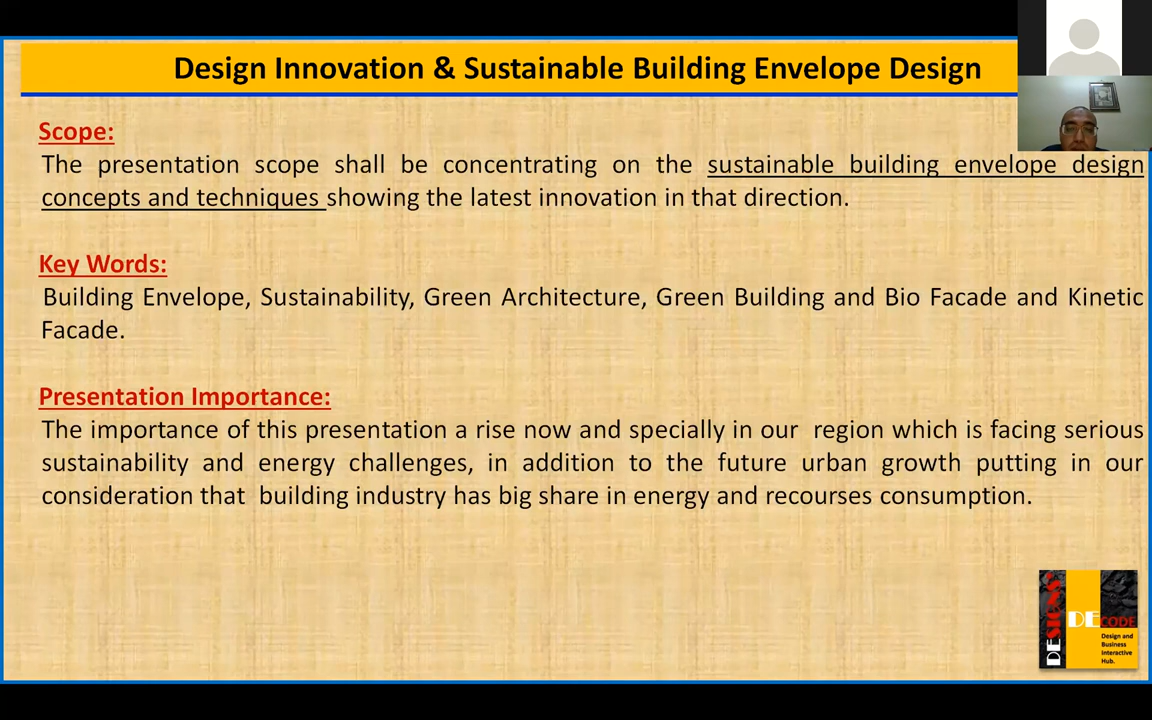 Design Innovation & Sustainable Building Envelope Design
Scope:
The presentation scope shall be concentrating on the sustainable building envelope design
concepts and techniques showing the latest innovation in that direction.
Key Words:
Building Envelope, Sustainability, Green Architecture, Green Building and Bio Facade and Kinetic
Facade.
Presentation Importance:
The importance of this presentation a rise now and specially in our region which is facing serious
sustainability and energy challenges, in addition to the future urban growth putting in our
consideration that building industry has big share in energy and recourses consumption.
DESIGNS
DECODE
Design and
Business
Interactive
Hub.